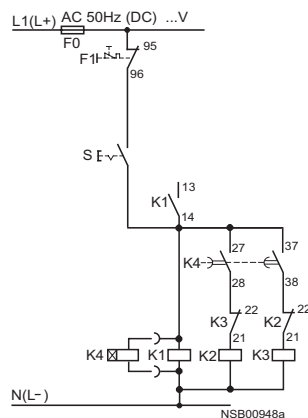 L1(L+) AC 50Hz (DC) ...V
F0
95
F1
96
S
13
K1
14
27 37
K4
28 38
K3 22 K2 22
21 21
K4 K1 K2 K3
N(L–)
NSB00948a